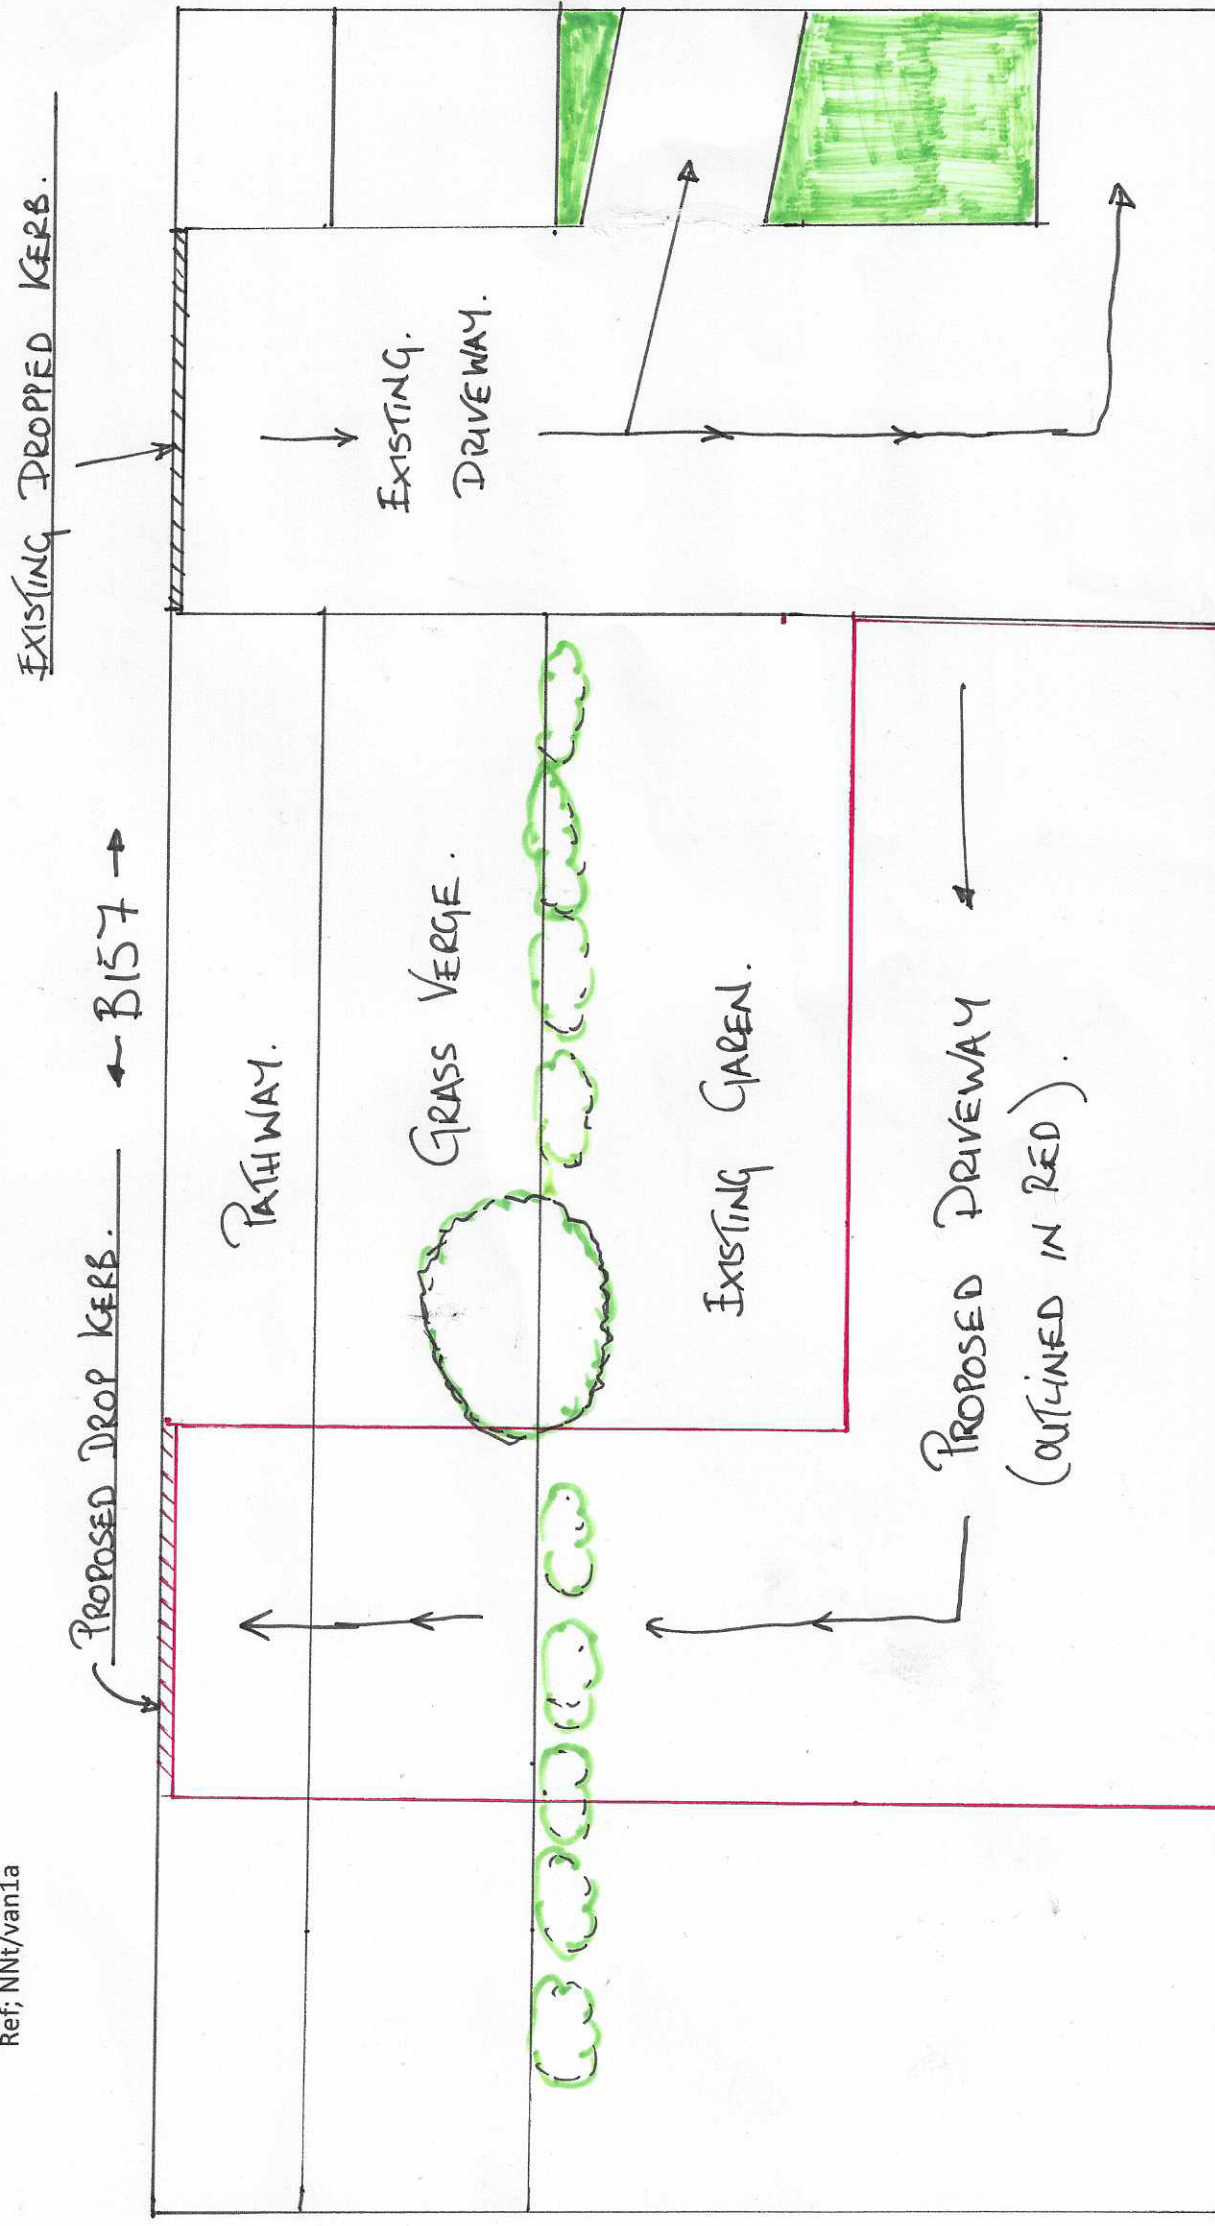 Ref; NNt/van1a
PROPOSED DROP KERB.
← B157 →
EXISTING DROPPED KERB.
PATHWAY.
GRASS VERGE.
EXISTING.
DRIVEWAY.
EXISTING GAREN.
PROPOSED DRIVEWAY
(OUTLINED IN RED).